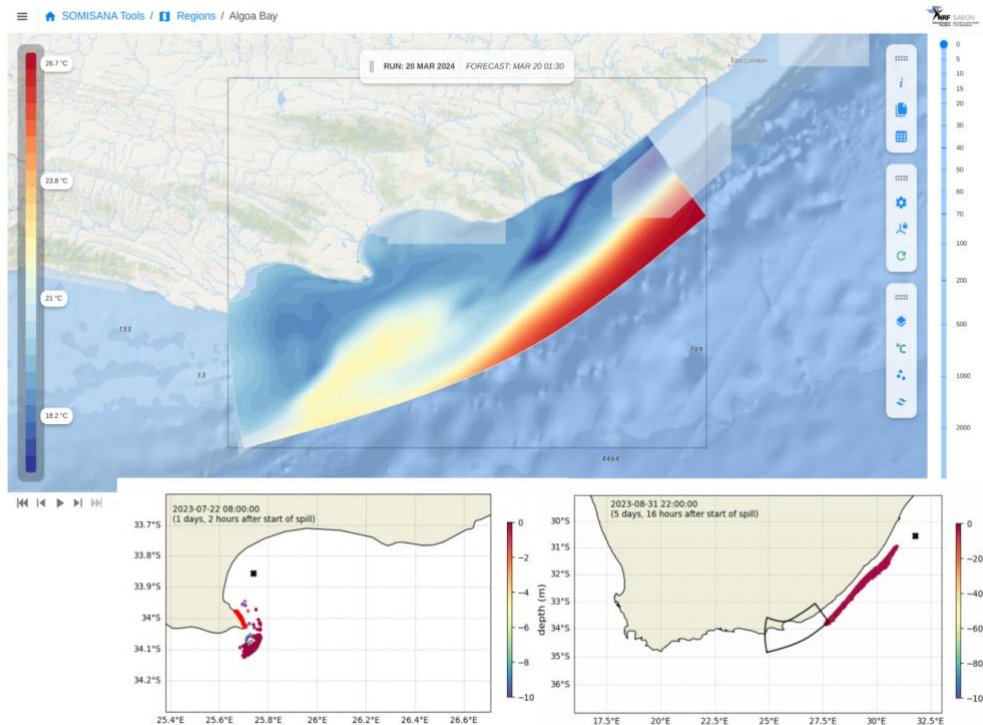 SOMISANA Tools / Regions / Algoa Bay
NRF SAEON
RUN: 20 MAR 2024 FORECAST: MAR 20 01:30
East London
26.7 °C
23.8 °C
21 °C
18.2 °C
155
13
789
4464
i
°C
0
5
10
15
20
30
40
50
60
70
100
200
500
1000
2000
2023-07-22 08:00:00
(1 days, 2 hours after start of spill)
33.7°S
33.8°S
33.9°S
34°S
34.1°S
34.2°S
25.4°E 25.6°E 25.8°E 26°E 26.2°E 26.4°E 26.6°E
0
−2
−4
−6
−8
−10
depth (m)
2023-08-31 22:00:00
(5 days, 16 hours after start of spill)
30°S
31°S
32°S
33°S
34°S
35°S
36°S
17.5°E 20°E 22.5°E 25°E 27.5°E 30°E 32.5°E
0
−20
−40
−60
−80
−10